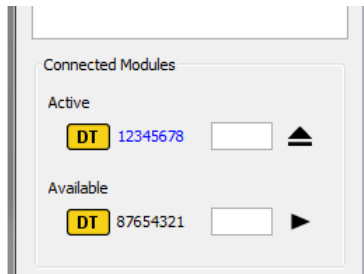 Connected Modules
Active
DT 12345678
Available
DT 87654321